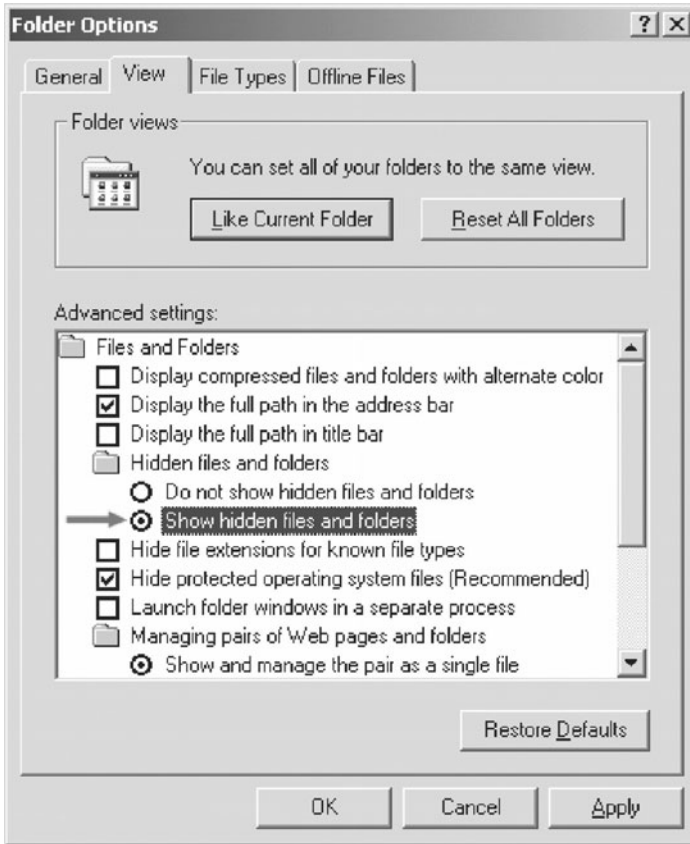 Folder Options
General View File Types Offline Files
Folder views
You can set all of your folders to the same view.
Like Current Folder Reset All Folders
Advanced settings:
Files and Folders
Display compressed files and folders with alternate color
Display the full path in the address bar
Display the full path in title bar
Hidden files and folders
Do not show hidden files and folders
Show hidden files and folders
Hide file extensions for known file types
Hide protected operating system files (Recommended)
Launch folder windows in a separate process
Managing pairs of Web pages and folders
Show and manage the pair as a single file
Restore Defaults
OK Cancel Apply